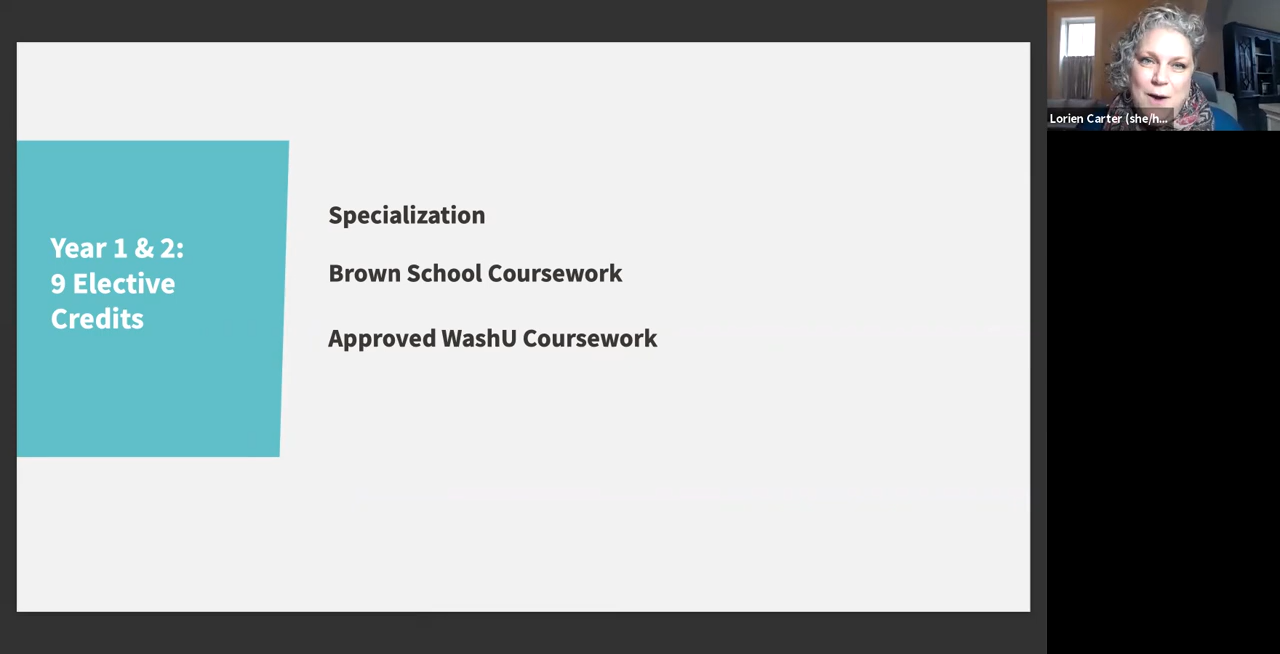 Year 1 & 2:
9 Elective
Credits
Specialization
Brown School Coursework
Approved WashU Coursework
Lorien Carter (she/h...